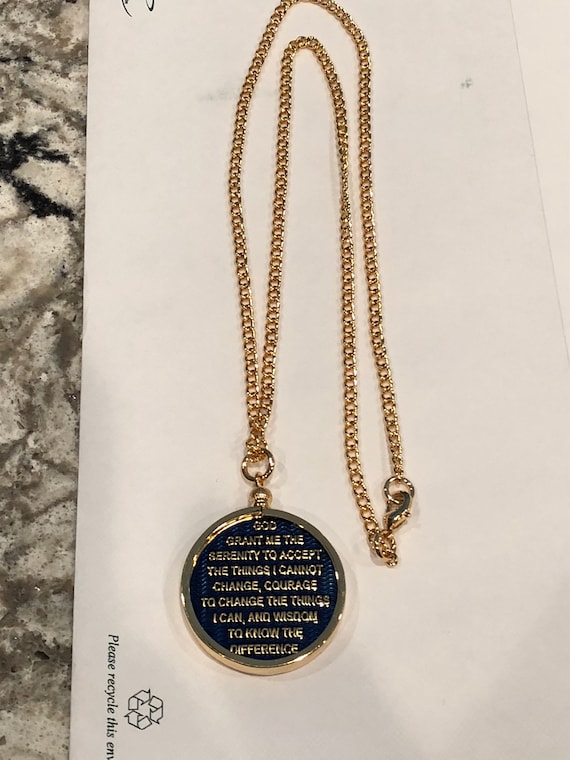 GOD
GRANT ME THE
SERENITY TO ACCEPT
THE THINGS I CANNOT
CHANGE, COURAGE
TO CHANGE THE THINGS
I CAN, AND WISDOM
TO KNOW THE
DIFFERENCE
Please recycle this